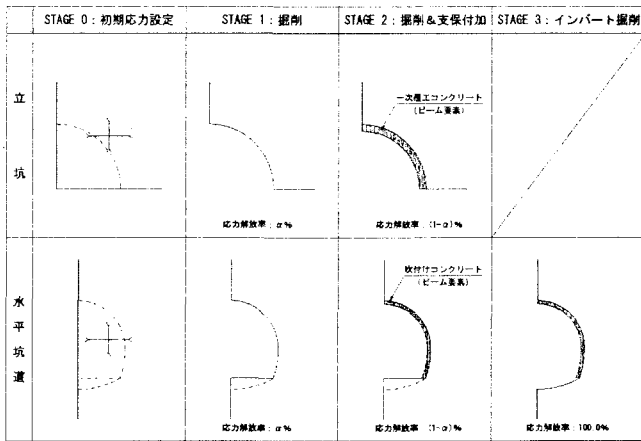 STAGE 0：初期応力設定
STAGE 1：掘削
STAGE 2：掘削&支保付加
STAGE 3：インバート掘削
立坑
一次覆工コンクリート
(ビーム要素)
応力解放率：α%
応力解放率：(1-α)%
水平坑道
吹付けコンクリート
(ビーム要素)
応力解放率：α%
応力解放率：(1-α)%
応力解放率：100.0%